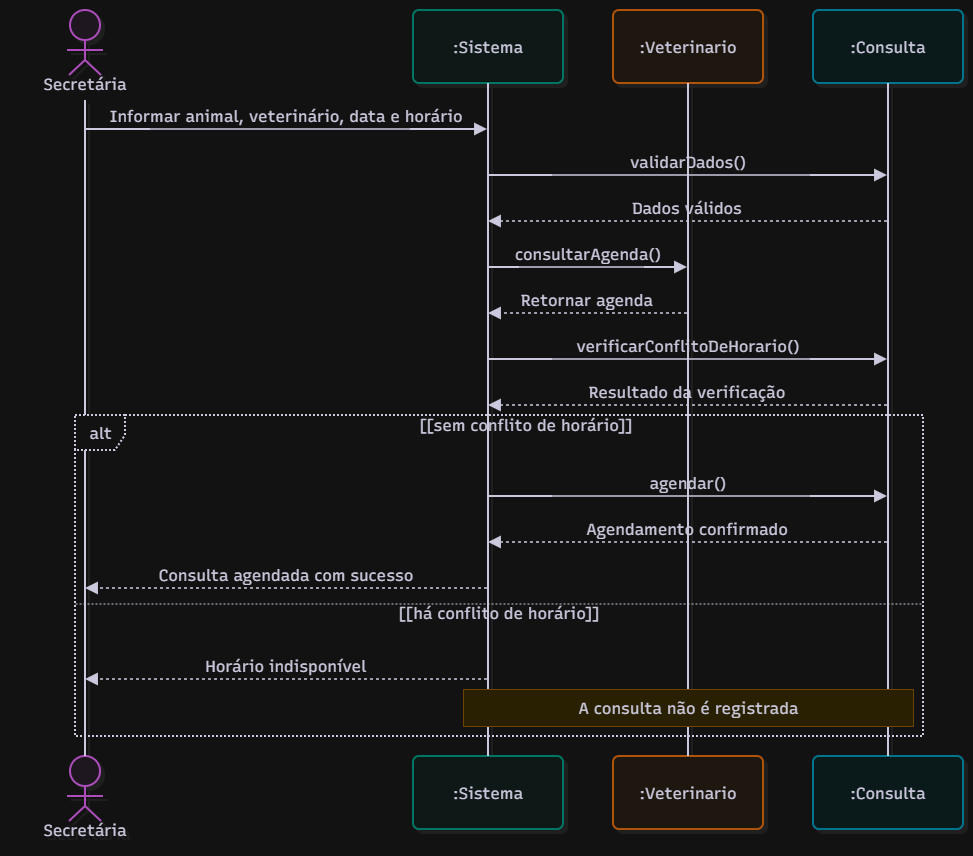 Secretária
:Sistema
:Veterinario
:Consulta
Informar animal, veterinário, data e horário
validarDados()
Dados válidos
consultarAgenda()
Retornar agenda
verificarConflitoDeHorario()
Resultado da verificação
alt
[[sem conflito de horário]]
agendar()
Agendamento confirmado
Consulta agendada com sucesso
[[há conflito de horário]]
Horário indisponível
A consulta não é registrada
Secretária
:Sistema
:Veterinario
:Consulta